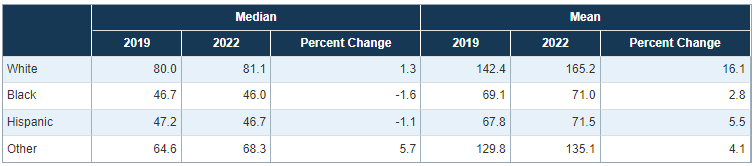 Median Mean
2019 2022 Percent Change 2019 2022 Percent Change
White 80.0 81.1 1.3 142.4 165.2 16.1
Black 46.7 46.0 -1.6 69.1 71.0 2.8
Hispanic 47.2 46.7 -1.1 67.8 71.5 5.5
Other 64.6 68.3 5.7 129.8 135.1 4.1